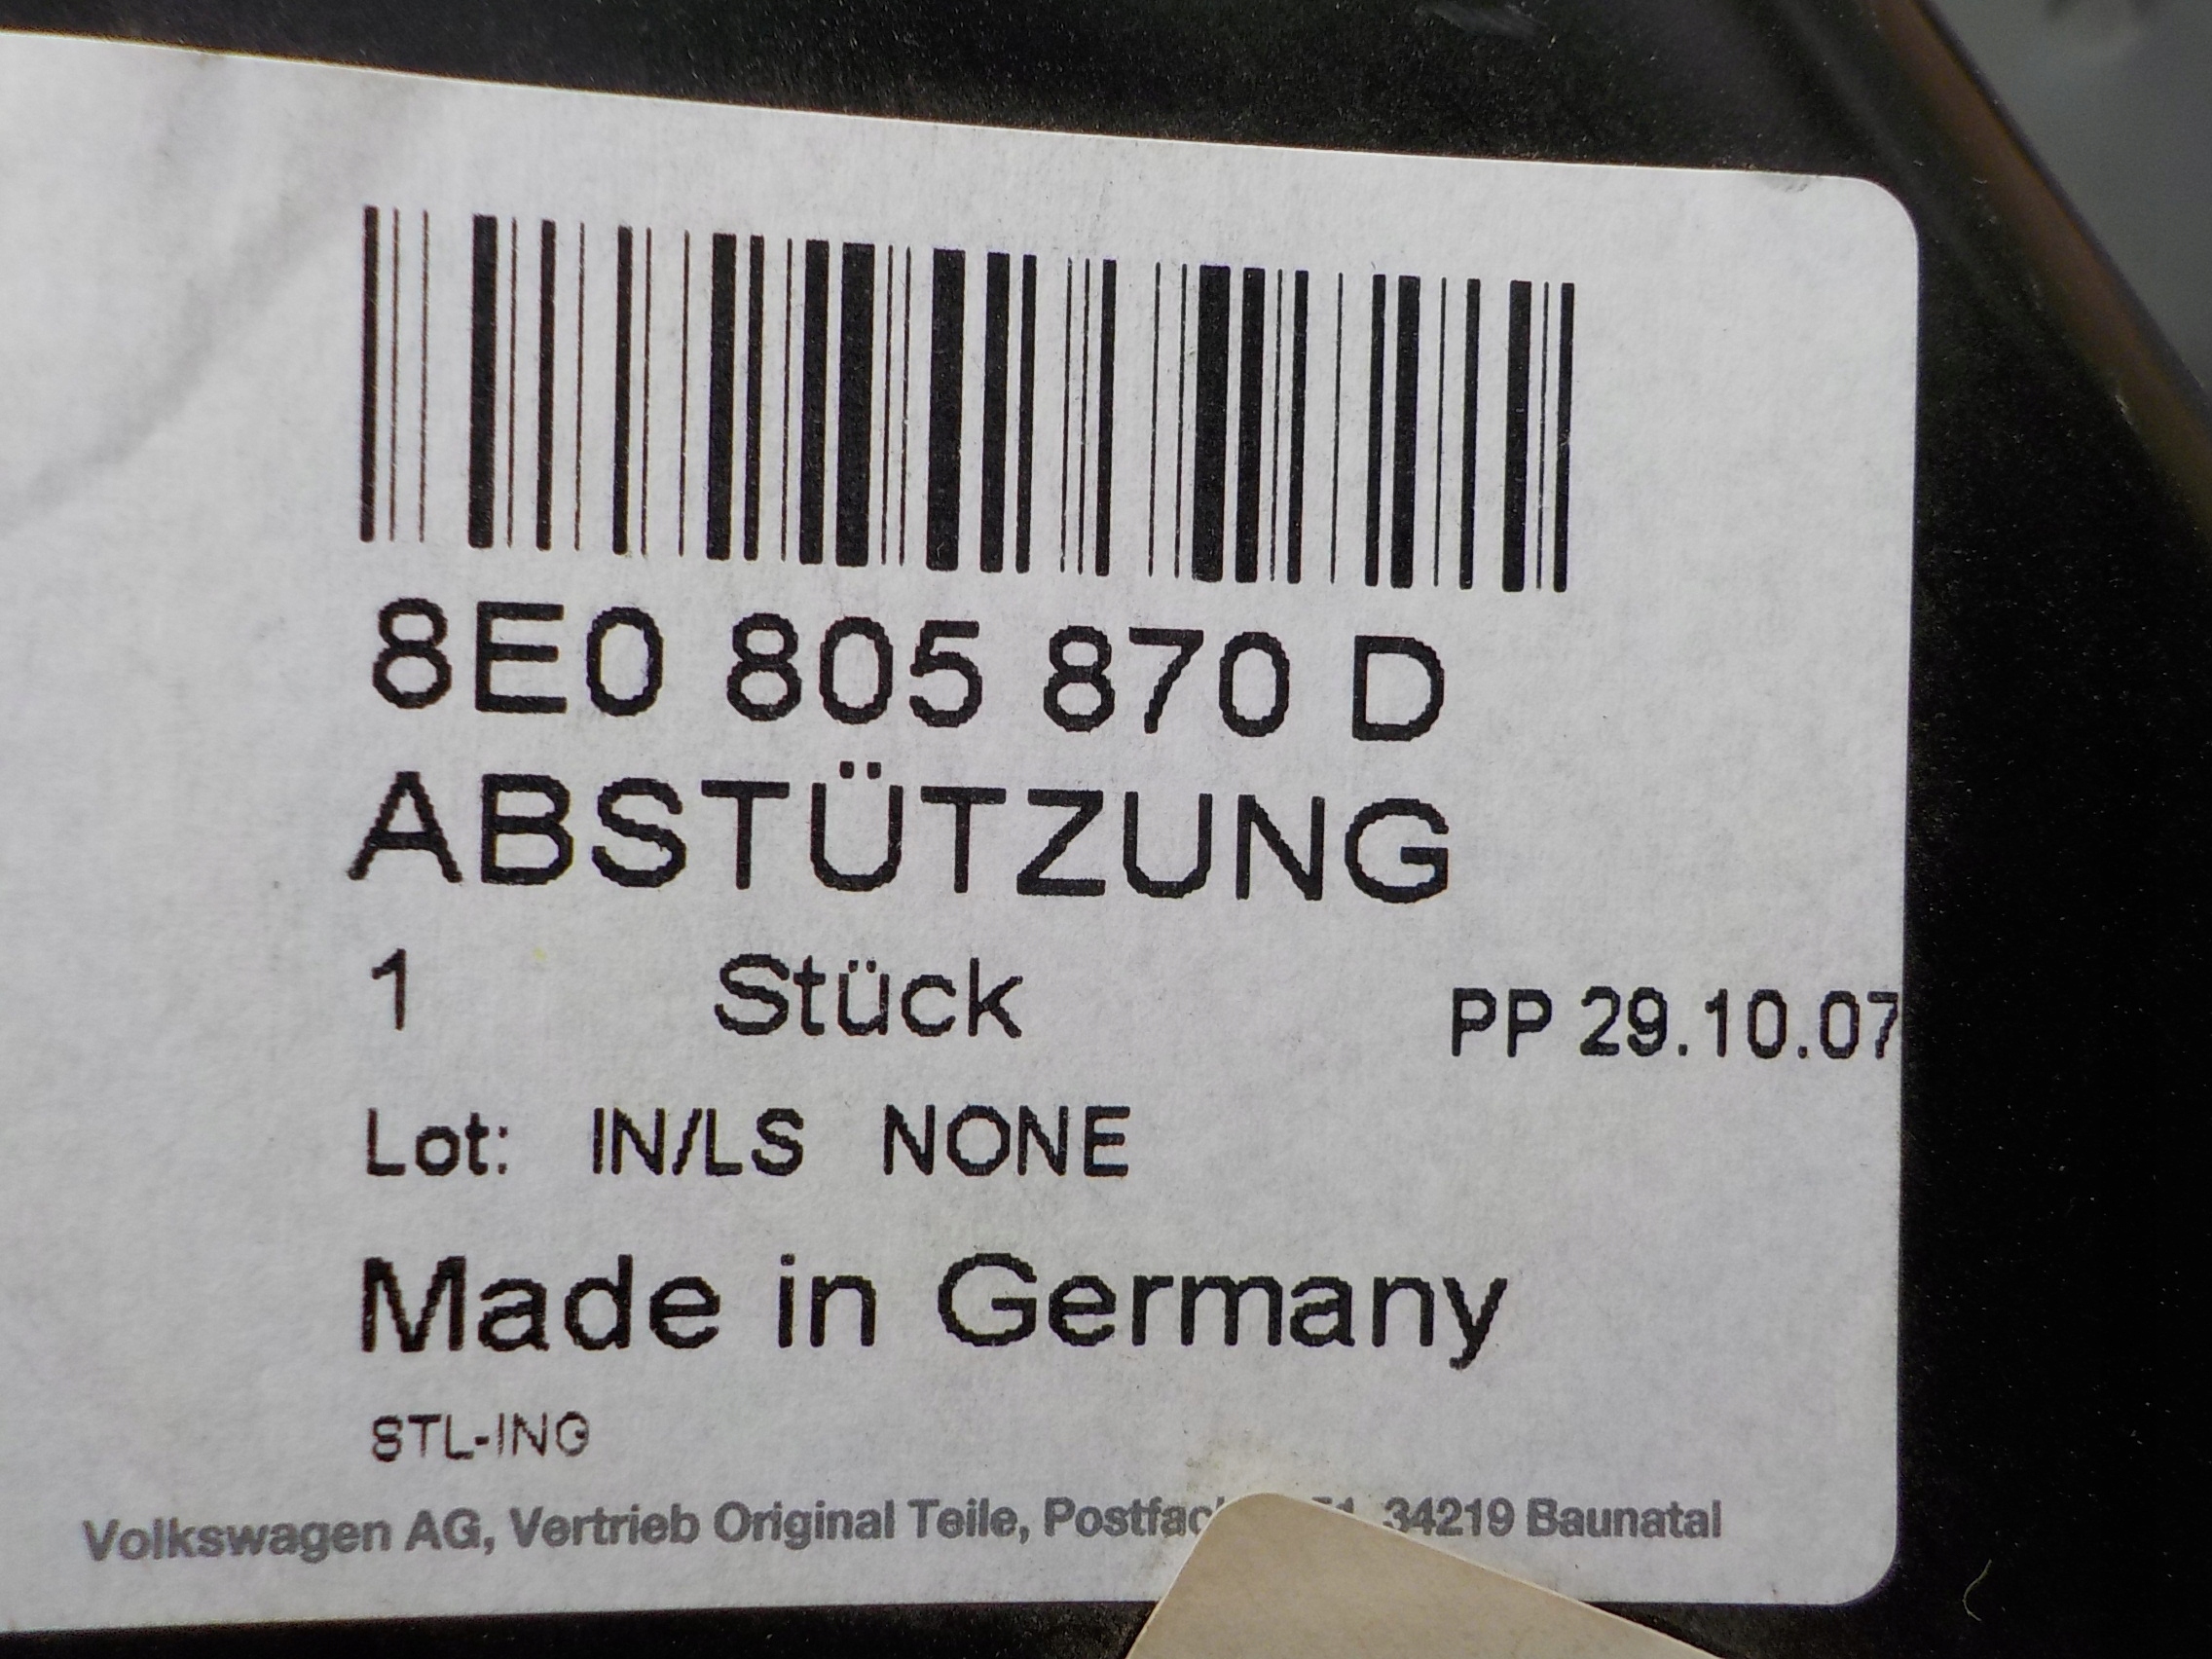 8E0 805 870 D
ABSTÜTZUNG
1 Stück PP 29.10.07
Lot: IN/LS NONE
Made in Germany
STL-ING
Volkswagen AG, Vertrieb Original Teile, 34219 Baunatal